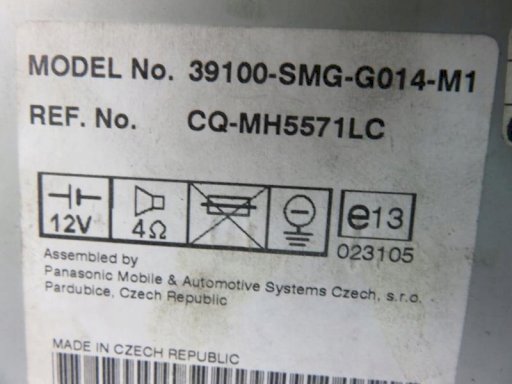 MODEL No. 39100-SMG-G014-M1
REF. No. CQ-MH5571LC
12V 4Ω e13
023105
Assembled by
Panasonic Mobile & Automotive Systems Czech, s.r.o.
Pardubice, Czech Republic
MADE IN CZECH REPUBLIC